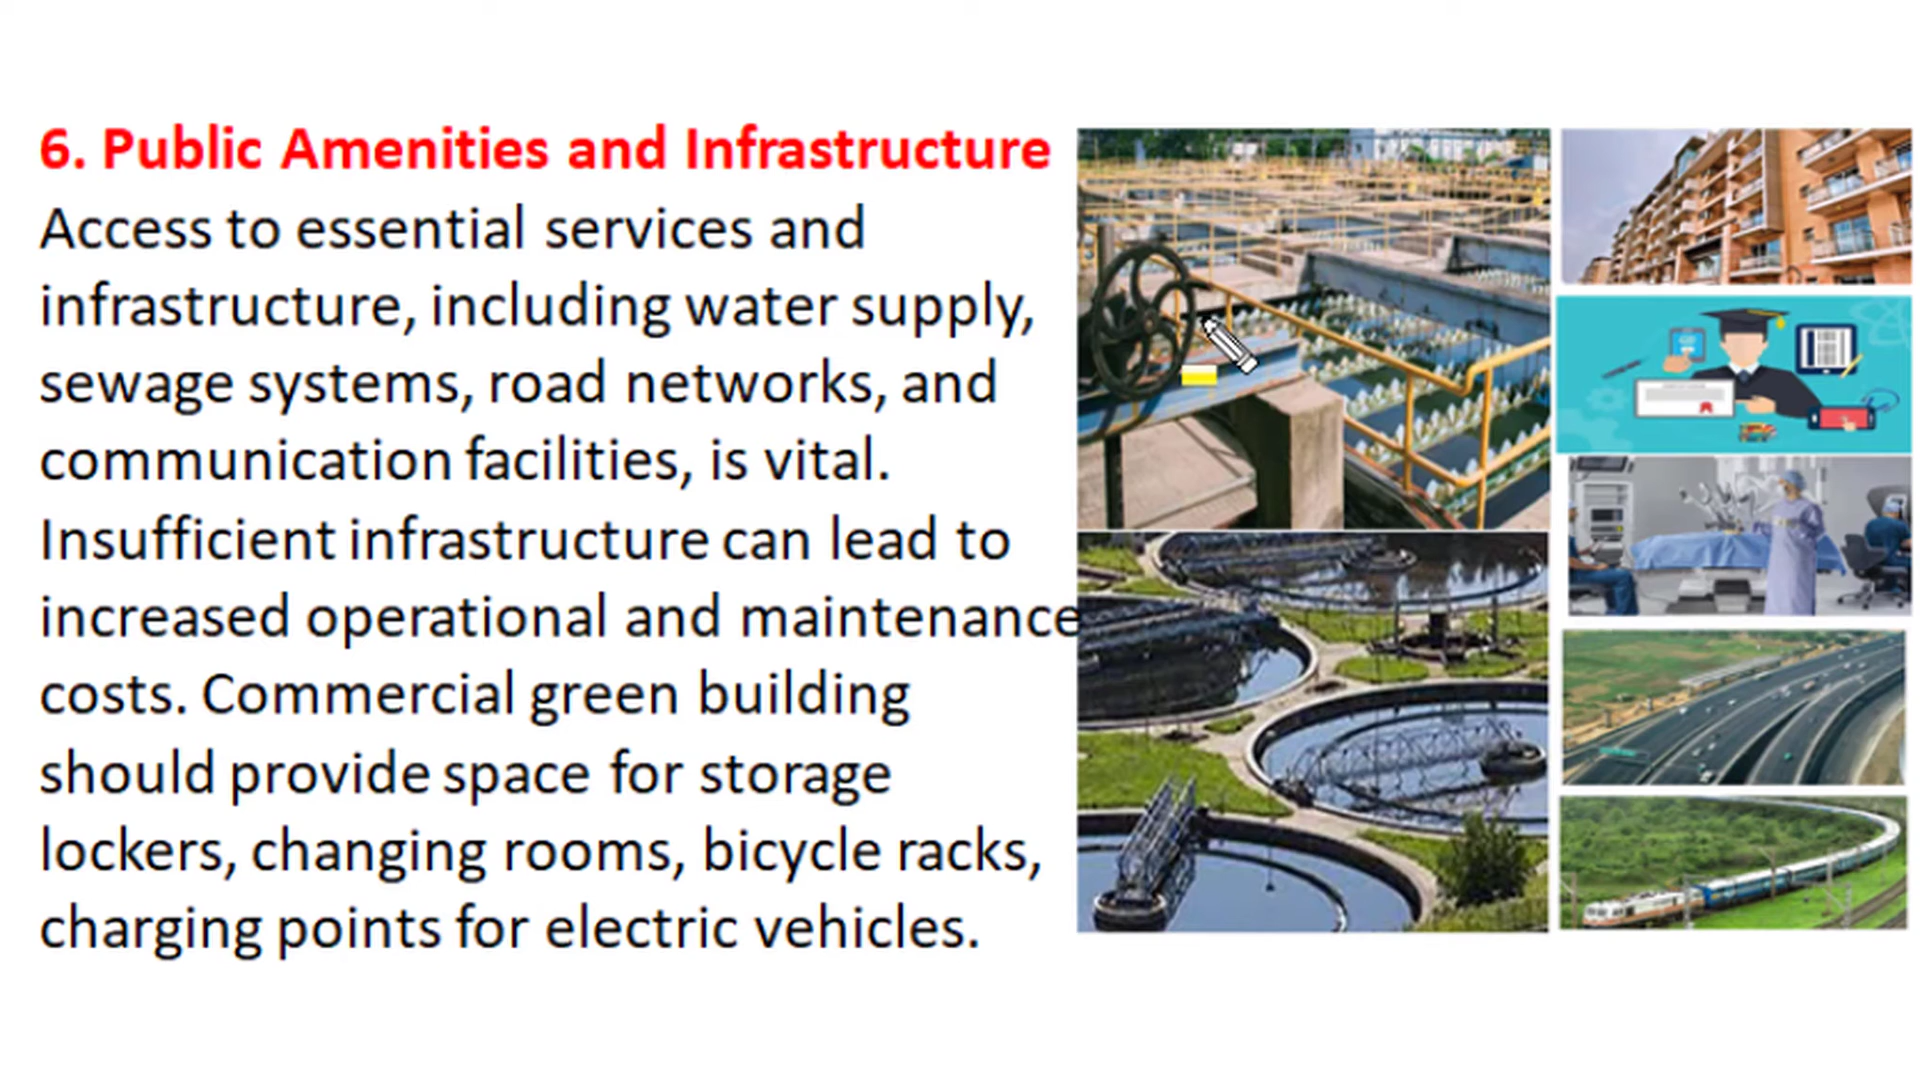 6. Public Amenities and Infrastructure
Access to essential services and
infrastructure, including water supply,
sewage systems, road networks, and
communication facilities, is vital.
Insufficient infrastructure can lead to
increased operational and maintenance
costs. Commercial green building
should provide space for storage
lockers, changing rooms, bicycle racks,
charging points for electric vehicles.